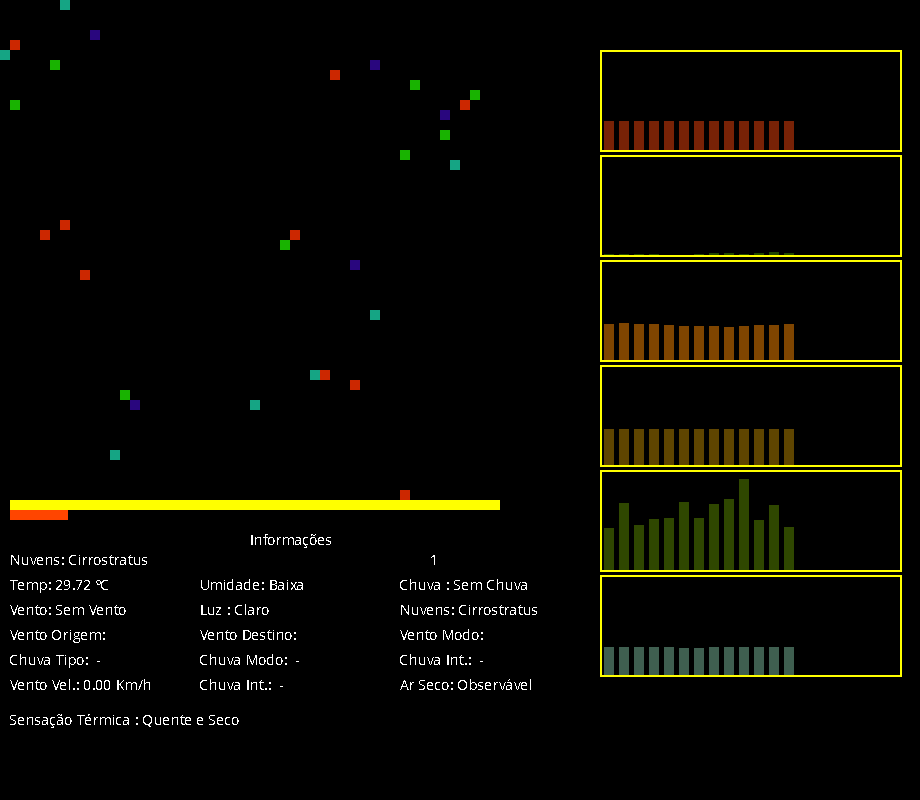 Informações
Nuvens: Cirrostratus 1
Temp: 29.72 ºC Umidade: Baixa Chuva : Sem Chuva
Vento: Sem Vento Luz : Claro Nuvens: Cirrostratus
Vento Origem: Vento Destino: Vento Modo:
Chuva Tipo: - Chuva Modo: - Chuva Int.: -
Vento Vel.: 0.00 Km/h Chuva Int.: - Ar Seco: Observável
Sensação Térmica : Quente e Seco